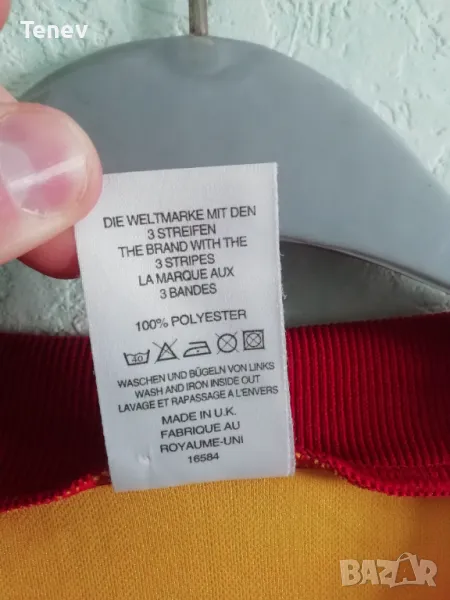 Tenev
DIE WELTMARKE MIT DEN
3 STREIFEN
THE BRAND WITH THE
3 STRIPES
LA MARQUE AUX
3 BANDES
100% POLYESTER
40
WASCHEN UND BÜGELN VON LINKS
WASH AND IRON INSIDE OUT
LAVAGE ET RAPASSAGE A L'ENVERS
MADE IN U.K.
FABRIQUE AU
ROYAUME-UNI
16584
BAZAR